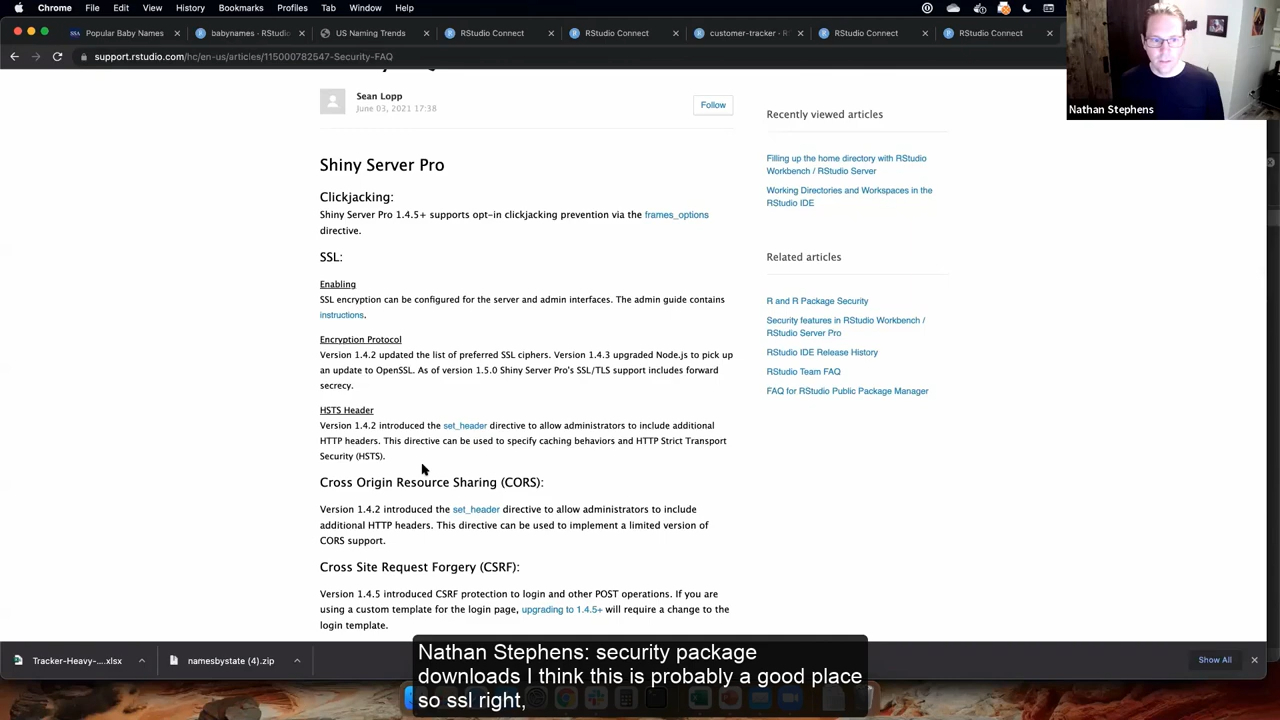 Chrome File Edit View History Bookmarks Profiles Tab Window Help
Popular Baby Names babynames - RStudio US Naming Trends RStudio Connect RStudio Connect customer-tracker - RStudio Connect RStudio Connect
support.rstudio.com/hc/en-us/articles/115000782547-Security-FAQ
Sean Lopp
June 03, 2021 17:38
Follow
Shiny Server Pro
Clickjacking:
Shiny Server Pro 1.4.5+ supports opt-in clickjacking prevention via the frames_options
directive.
SSL:
Enabling
SSL encryption can be configured for the server and admin interfaces. The admin guide contains
instructions.
Encryption Protocol
Version 1.4.2 updated the list of preferred SSL ciphers. Version 1.4.3 upgraded Node.js to pick up
an update to OpenSSL. As of version 1.5.0 Shiny Server Pro's SSL/TLS support includes forward
secrecy.
HSTS Header
Version 1.4.2 introduced the set_header directive to allow administrators to include additional
HTTP headers. This directive can be used to specify caching behaviors and HTTP Strict Transport
Security (HSTS).
Cross Origin Resource Sharing (CORS):
Version 1.4.2 introduced the set_header directive to allow administrators to include
additional HTTP headers. This directive can be used to implement a limited version of
CORS support.
Cross Site Request Forgery (CSRF):
Version 1.4.5 introduced CSRF protection to login and other POST operations. If you are
using a custom template for the login page, upgrading to 1.4.5+ will require a change to the
login template.
Recently viewed articles
Filling up the home directory with RStudio
Workbench / RStudio Server
Working Directories and Workspaces in the
RStudio IDE
Related articles
R and R Package Security
Security features in RStudio Workbench /
RStudio Server Pro
RStudio IDE Release History
RStudio Team FAQ
FAQ for RStudio Public Package Manager
Nathan Stephens
Tracker-Heavy-....xlsx namesbystate (4).zip Show All
Nathan Stephens: security package
downloads I think this is probably a good place
so ssl right,